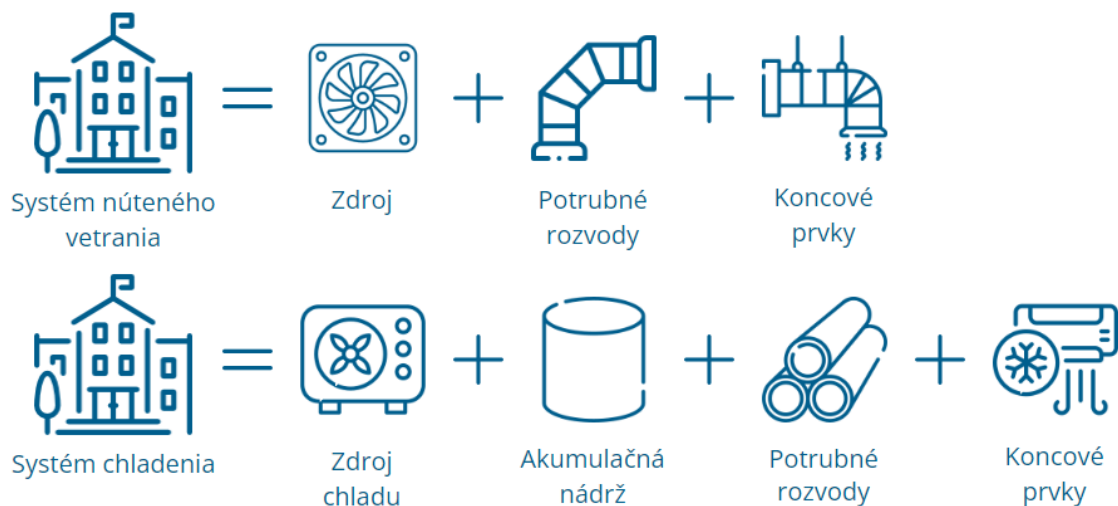 Systém núteného
vetrania
Zdroj
Potrubné
rozvody
Koncové
prvky
Systém chladenia
Zdroj
chladu
Akumulačná
nádrž
Potrubné
rozvody
Koncové
prvky